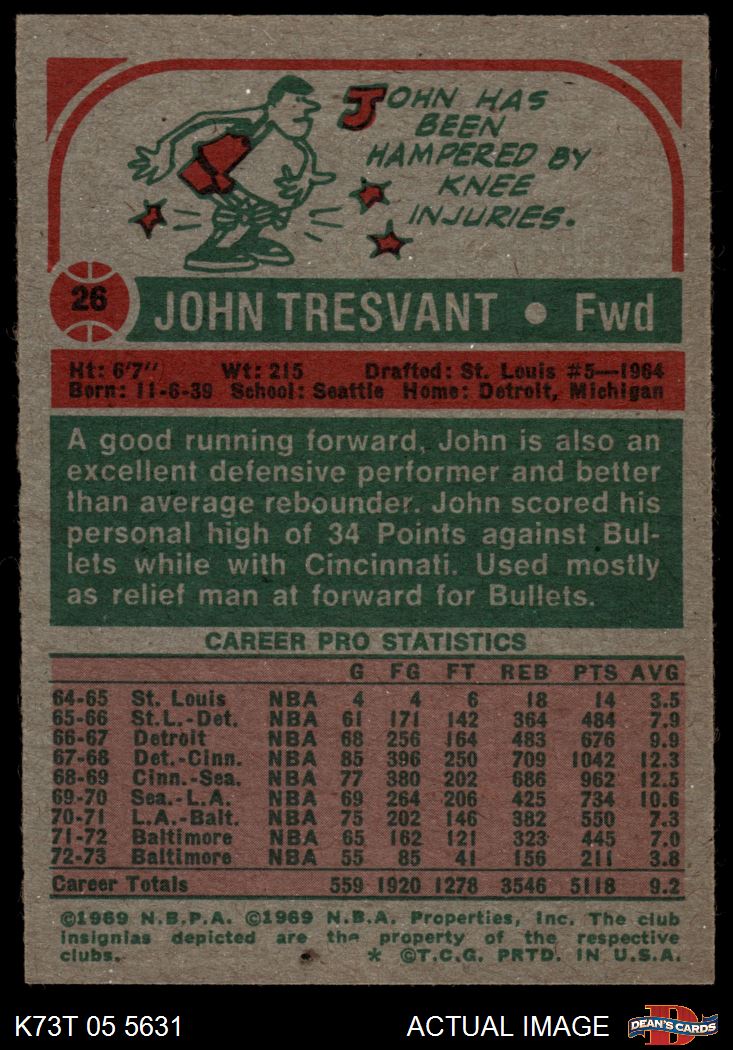 JOHN HAS
BEEN
HAMPERED BY
KNEE
INJURIES.
26
JOHN TRESVANT • Fwd
Ht: 6'7" Wt: 215 Drafted: St. Louis #5—1964
Born: 11-6-39 School: Seattle Home: Detroit, Michigan
A good running forward, John is also an
excellent defensive performer and better
than average rebounder. John scored his
personal high of 34 Points against Bul-
lets while with Cincinnati. Used mostly
as relief man at forward for Bullets.
CAREER PRO STATISTICS
G FG FT REB PTS AVG
64-65 St. Louis NBA 4 4 6 18 14 3.5
65-66 St.L.-Det. NBA 61 171 142 364 484 7.9
66-67 Detroit NBA 68 256 164 483 676 9.9
67-68 Det.-Cinn. NBA 85 396 250 709 1042 12.3
68-69 Cinn.-Sea. NBA 77 380 202 686 962 12.5
69-70 Sea.-L.A. NBA 69 264 206 425 734 10.6
70-71 L.A.-Balt. NBA 75 202 146 382 550 7.3
71-72 Baltimore NBA 65 162 121 323 445 7.0
72-73 Baltimore NBA 55 85 41 156 211 3.8
Career Totals 559 1920 1278 3546 5118 9.2
©1969 N.B.P.A. ©1969 N.B.A. Properties, Inc. The club
insignias depicted are the property of the respective
clubs. * ©T.C.G. PRTD. IN U.S.A.
K73T 05 5631 ACTUAL IMAGE D DEAN'S CARDS